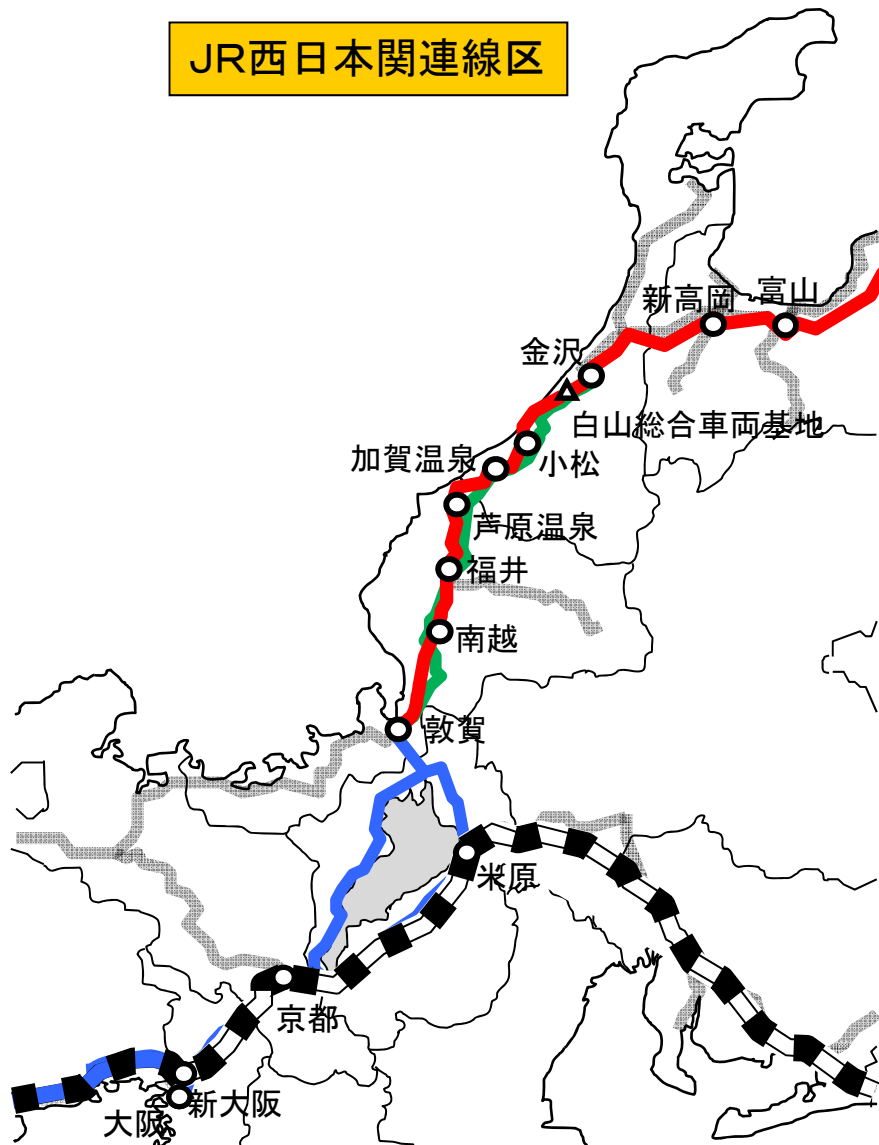 JR西日本関連線区
新高岡
富山
金沢
白山総合車両基地
加賀温泉
小松
芦原温泉
福井
南越
敦賀
米原
京都
新大阪
大阪